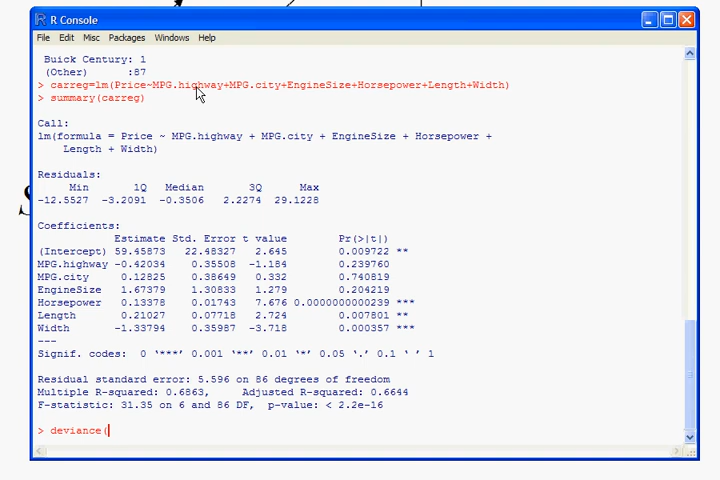 R Console
File Edit Misc Packages Windows Help
Buick Century: 1
(Other) :87
> carreg=lm(Price~MPG.highway+MPG.city+EngineSize+Horsepower+Length+Width)
> summary(carreg)
Call:
lm(formula = Price ~ MPG.highway + MPG.city + EngineSize + Horsepower +
Length + Width)
Residuals:
Min 1Q Median 3Q Max
-12.5527 -3.2091 -0.3506 2.2274 29.1228
Coefficients:
Estimate Std. Error t value Pr(>|t|)
(Intercept) 59.45873 22.48327 2.645 0.009722 **
MPG.highway -0.42034 0.35508 -1.184 0.239760
MPG.city 0.12825 0.38649 0.332 0.740819
EngineSize 1.67379 1.30833 1.279 0.204219
Horsepower 0.13378 0.01743 7.676 0.0000000000239 ***
Length 0.21027 0.07718 2.724 0.007801 **
Width -1.33794 0.35987 -3.718 0.000357 ***
---
Signif. codes: 0 ‘***’ 0.001 ‘**’ 0.01 ‘*’ 0.05 ‘.’ 0.1 ‘ ’ 1
Residual standard error: 5.596 on 86 degrees of freedom
Multiple R-squared: 0.6863, Adjusted R-squared: 0.6644
F-statistic: 31.35 on 6 and 86 DF, p-value: < 2.2e-16
> deviance(